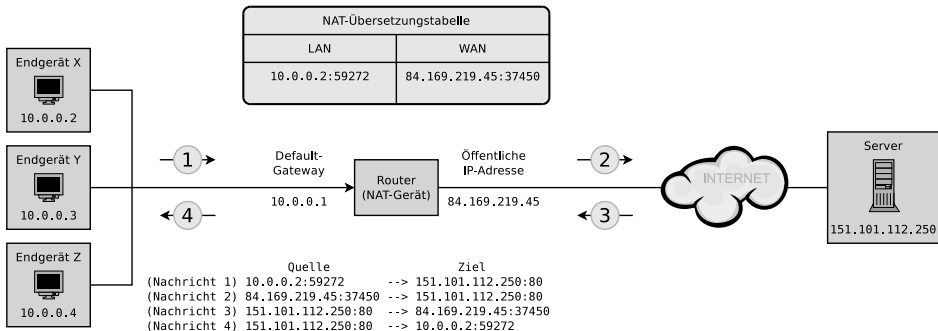 NAT-Übersetzungstabelle
LAN WAN
10.0.0.2:59272 84.169.219.45:37450
Endgerät X
10.0.0.2
Endgerät Y
10.0.0.3
Endgerät Z
10.0.0.4
1
4
Default-
Gateway
10.0.0.1
Router
(NAT-Gerät)
Öffentliche
IP-Adresse
84.169.219.45
2
3
INTERNET
Server
151.101.112.250
Quelle Ziel
(Nachricht 1) 10.0.0.2:59272 --> 151.101.112.250:80
(Nachricht 2) 84.169.219.45:37450 --> 151.101.112.250:80
(Nachricht 3) 151.101.112.250:80 --> 84.169.219.45:37450
(Nachricht 4) 151.101.112.250:80 --> 10.0.0.2:59272